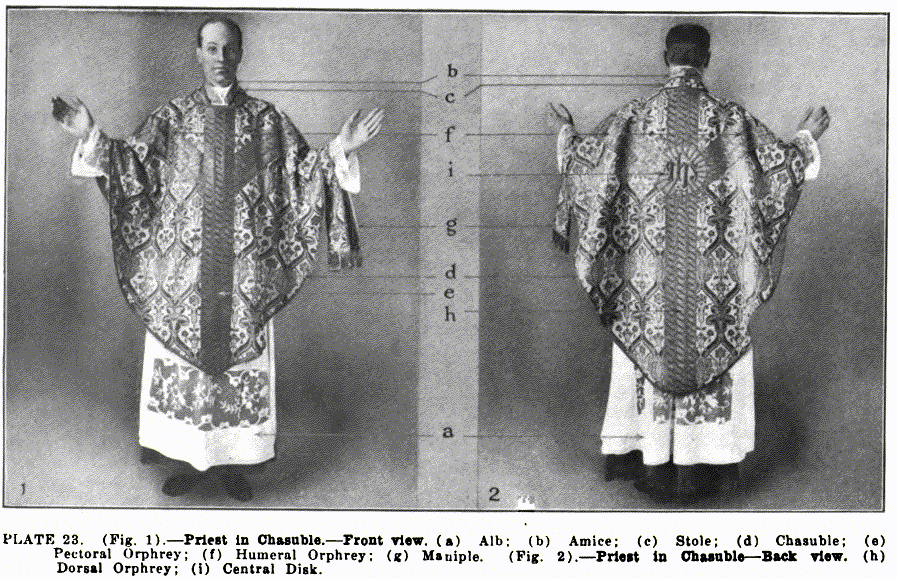 b
c
f
i
g
d
e
h
a
1
2
PLATE 23. (Fig. 1).—Priest in Chasuble.—Front view. (a) Alb; (b) Amice; (c) Stole; (d) Chasuble; (e)
Pectoral Orphrey; (f) Humeral Orphrey; (g) Maniple. (Fig. 2).—Priest in Chasuble—Back view. (h)
Dorsal Orphrey; (i) Central Disk.